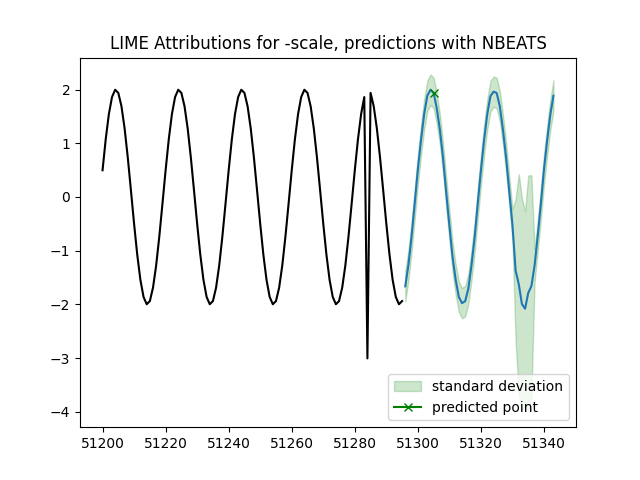 LIME Attributions for -scale, predictions with NBEATS
2
1
0
−1
−2
−3
−4
standard deviation
predicted point
51200 51220 51240 51260 51280 51300 51320 51340